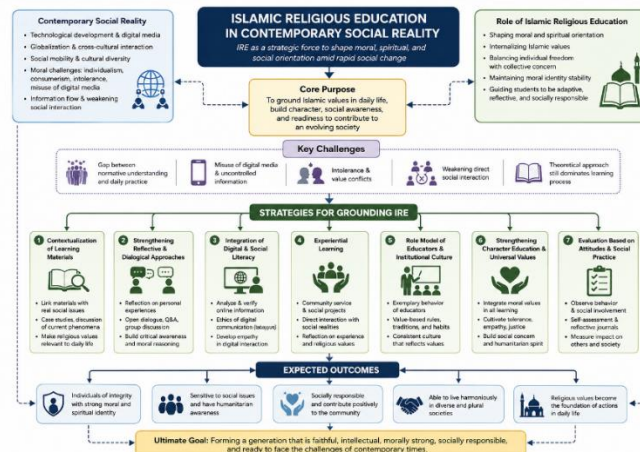 Contemporary Social Reality
• Technological development & digital media
• Globalization & cross-cultural interaction
• Social mobility & cultural diversity
• Moral challenges: individualism,
consumerism, intolerance,
misuse of digital media
• Information flow & weakening
social interaction
ISLAMIC RELIGIOUS EDUCATION
IN CONTEMPORARY SOCIAL REALITY
IRE as a strategic force to shape moral, spiritual, and
social orientation amid rapid social change
Core Purpose
To ground Islamic values in daily life,
build character, social awareness,
and readiness to contribute to
an evolving society
Role of Islamic Religious Education
• Shaping moral and spiritual orientation
• Internalizing Islamic values
• Balancing individual freedom
with collective concern
• Maintaining moral identity stability
• Guiding students to be adaptive,
reflective, and socially responsible
Key Challenges
Gap between
normative understanding
and daily practice
Misuse of digital media
& uncontrolled
information
Intolerance &
value conflicts
Weakening direct
social interaction
Theoretical approach
still dominates learning
process
STRATEGIES FOR GROUNDING IRE
1 Contextualization
of Learning
Materials
• Link materials with
real social issues
• Case studies, discussion
of current phenomena
• Make religious values
relevant to daily life
2 Strengthening
Reflective &
Dialogical Approaches
• Reflection on personal
experiences
• Open dialogue, Q&A,
group discussion
• Build critical awareness
and moral reasoning
3 Integration of
Digital & Social
Literacy
• Analyze & verify
online information
• Ethics of digital
communication (tabayyun)
• Develop empathy
in digital interaction
4 Experiential
Learning
• Community service
& social projects
• Direct interaction with
social realities
• Reflection on experience
and religious values
5 Role Model of
Educators &
Institutional Culture
• Exemplary behavior
of educators
• Value-based rules,
traditions, and habits
• Consistent culture
that reflects values
6 Strengthening
Character Education &
Universal Values
• Integrate moral values
in all learning
• Cultivate tolerance,
empathy, justice
• Build social concern
and humanitarian spirit
7 Evaluation Based on
Attitudes & Social
Practice
• Observe behavior
& social involvement
• Self-assessment &
reflective journals
• Measure impact on
others and society
EXPECTED OUTCOMES
Individuals of integrity
with strong moral and
spiritual identity
Sensitive to social issues
and have humanitarian
awareness
Socially responsible
and contribute positively
to the community
Able to live harmoniously
in diverse and plural
societies
Religious values become
the foundation of actions
in daily life
Ultimate Goal: Forming a generation that is faithful, intellectual, morally strong, socially responsible,
and ready to face the challenges of contemporary times.